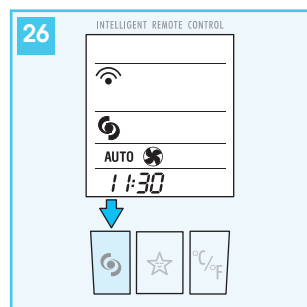 26
INTELLIGENT REMOTE CONTROL
AUTO
11:30
°C/°F